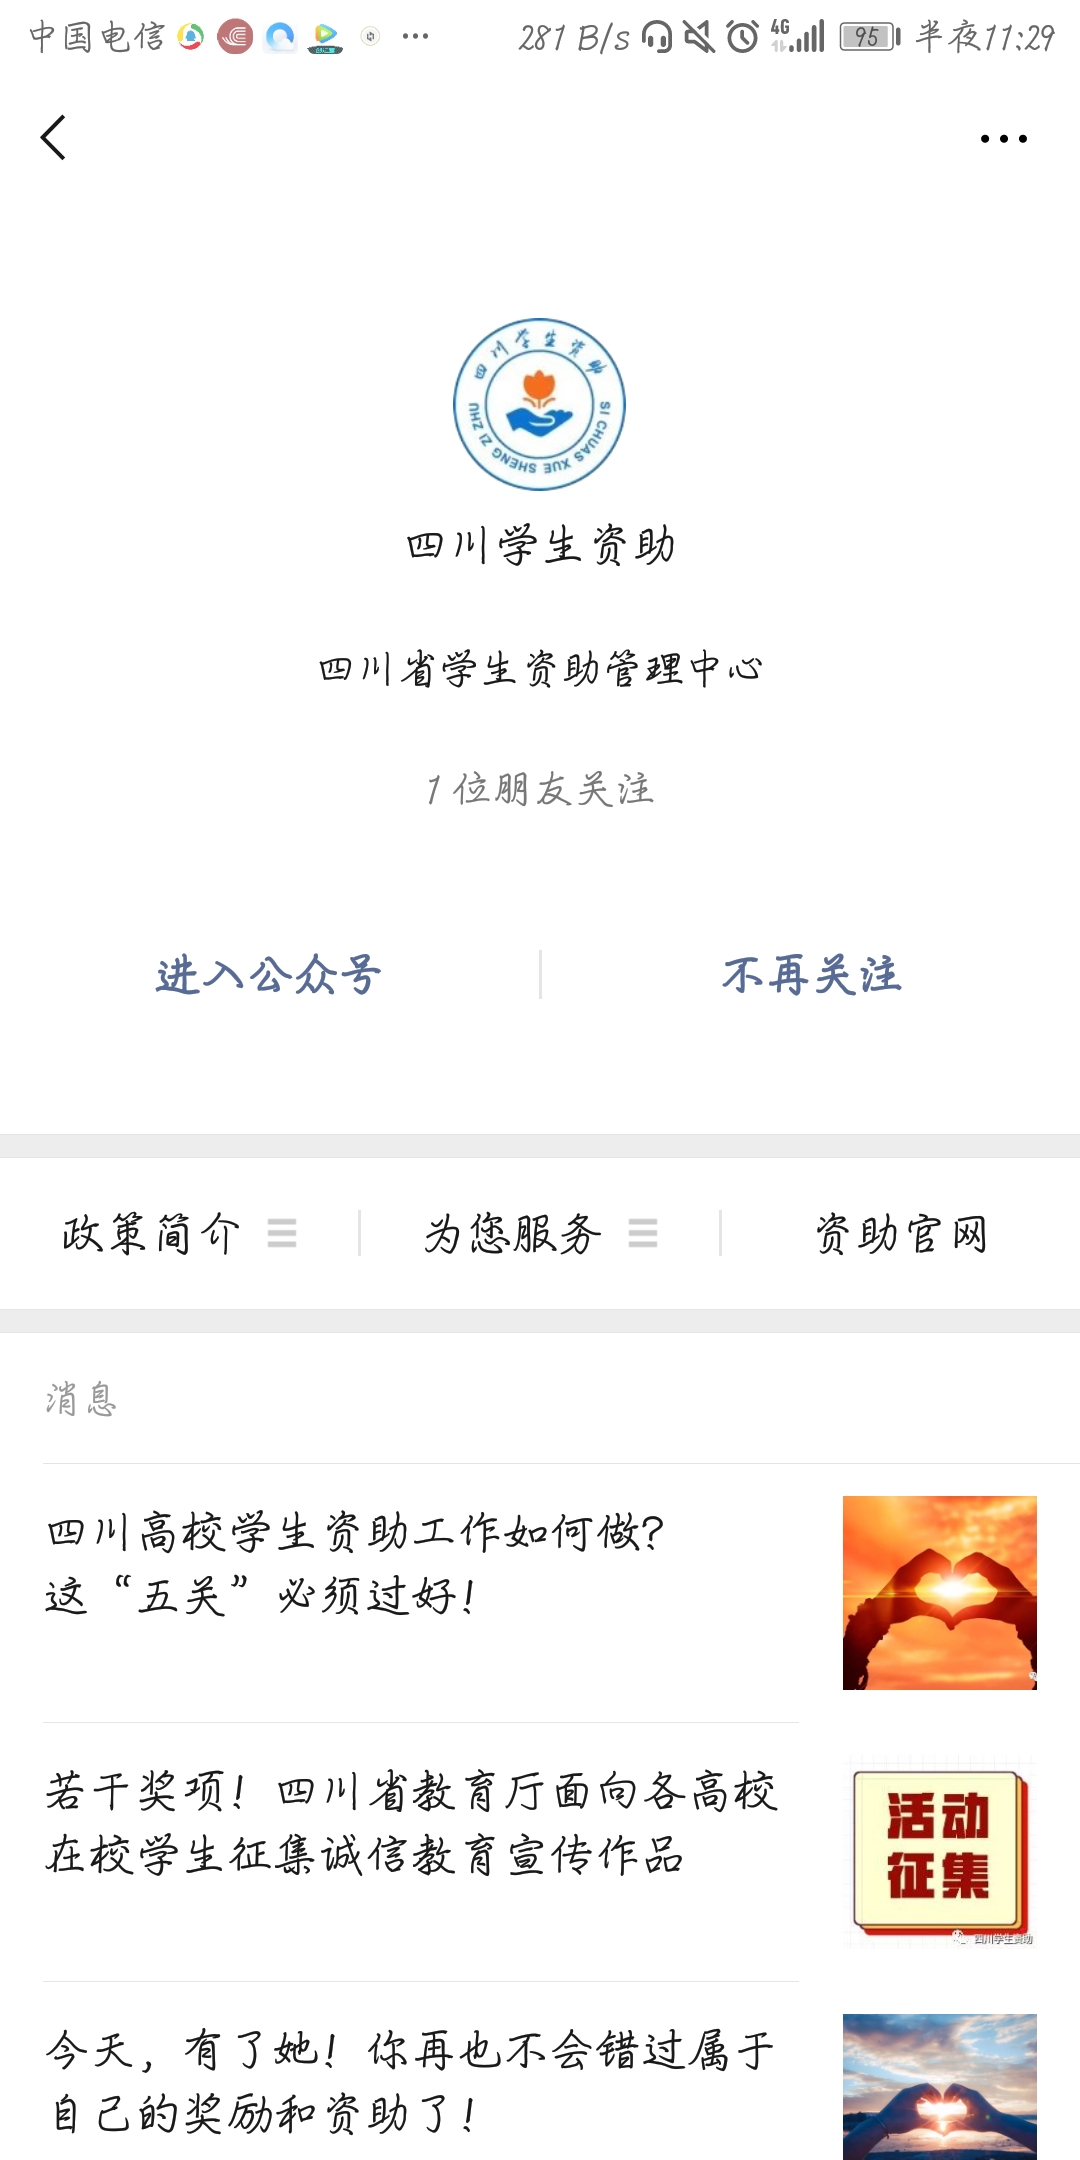 中国电信
281 B/s 4G 95 半夜11:29
四川学生资助
SI CHUAS XUE SHENG ZI ZHU
四川学生资助
四川省学生资助管理中心
1 位朋友关注
进入公众号
不再关注
政策简介
为您服务
资助官网
消息
四川高校学生资助工作如何做?
这“五关”必须过好!
若干奖项!四川省教育厅面向各高校
在校学生征集诚信教育宣传作品
活动
征集
四川学生资助
今天,有了她!你再也不会错过属于
自己的奖励和资助了!